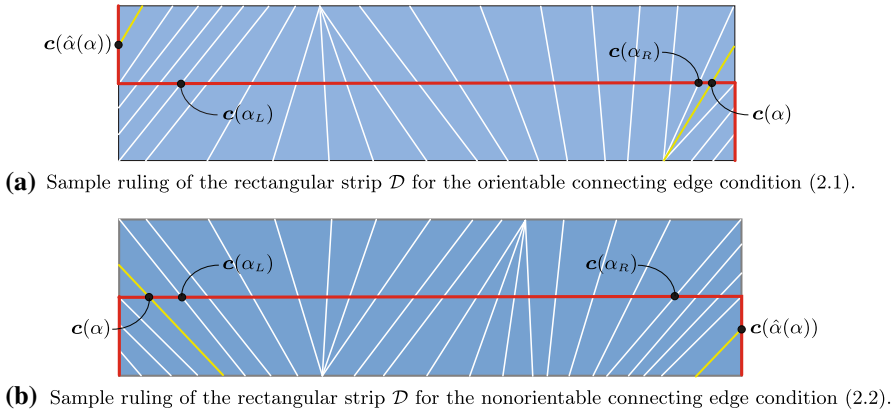 c(α̂(α))
c(α_R)
c(α_L)
c(α)
(a) Sample ruling of the rectangular strip 𝒟 for the orientable connecting edge condition (2.1).
c(α_L)
c(α_R)
c(α)
c(α̂(α))
(b) Sample ruling of the rectangular strip 𝒟 for the nonorientable connecting edge condition (2.2).